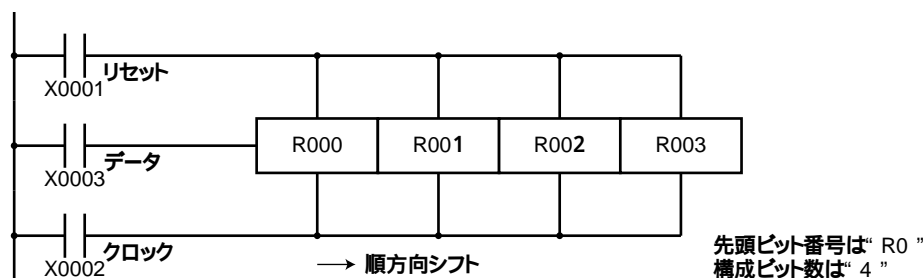 リセット
X0001
R000 R001 R002 R003
データ
X0003
クロック
X0002
→ 順方向シフト
先頭ビット番号は“ R0 ”
構成ビット数は“ 4 ”